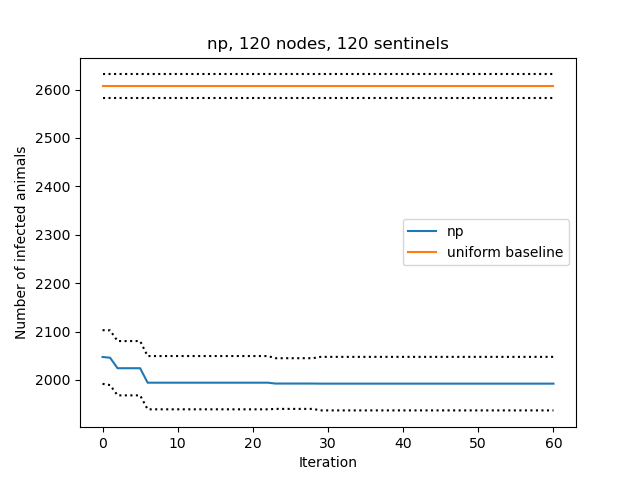 np, 120 nodes, 120 sentinels
2600
2500
2400
2300
2200
2100
2000
Number of infected animals
np
uniform baseline
0 10 20 30 40 50 60
Iteration